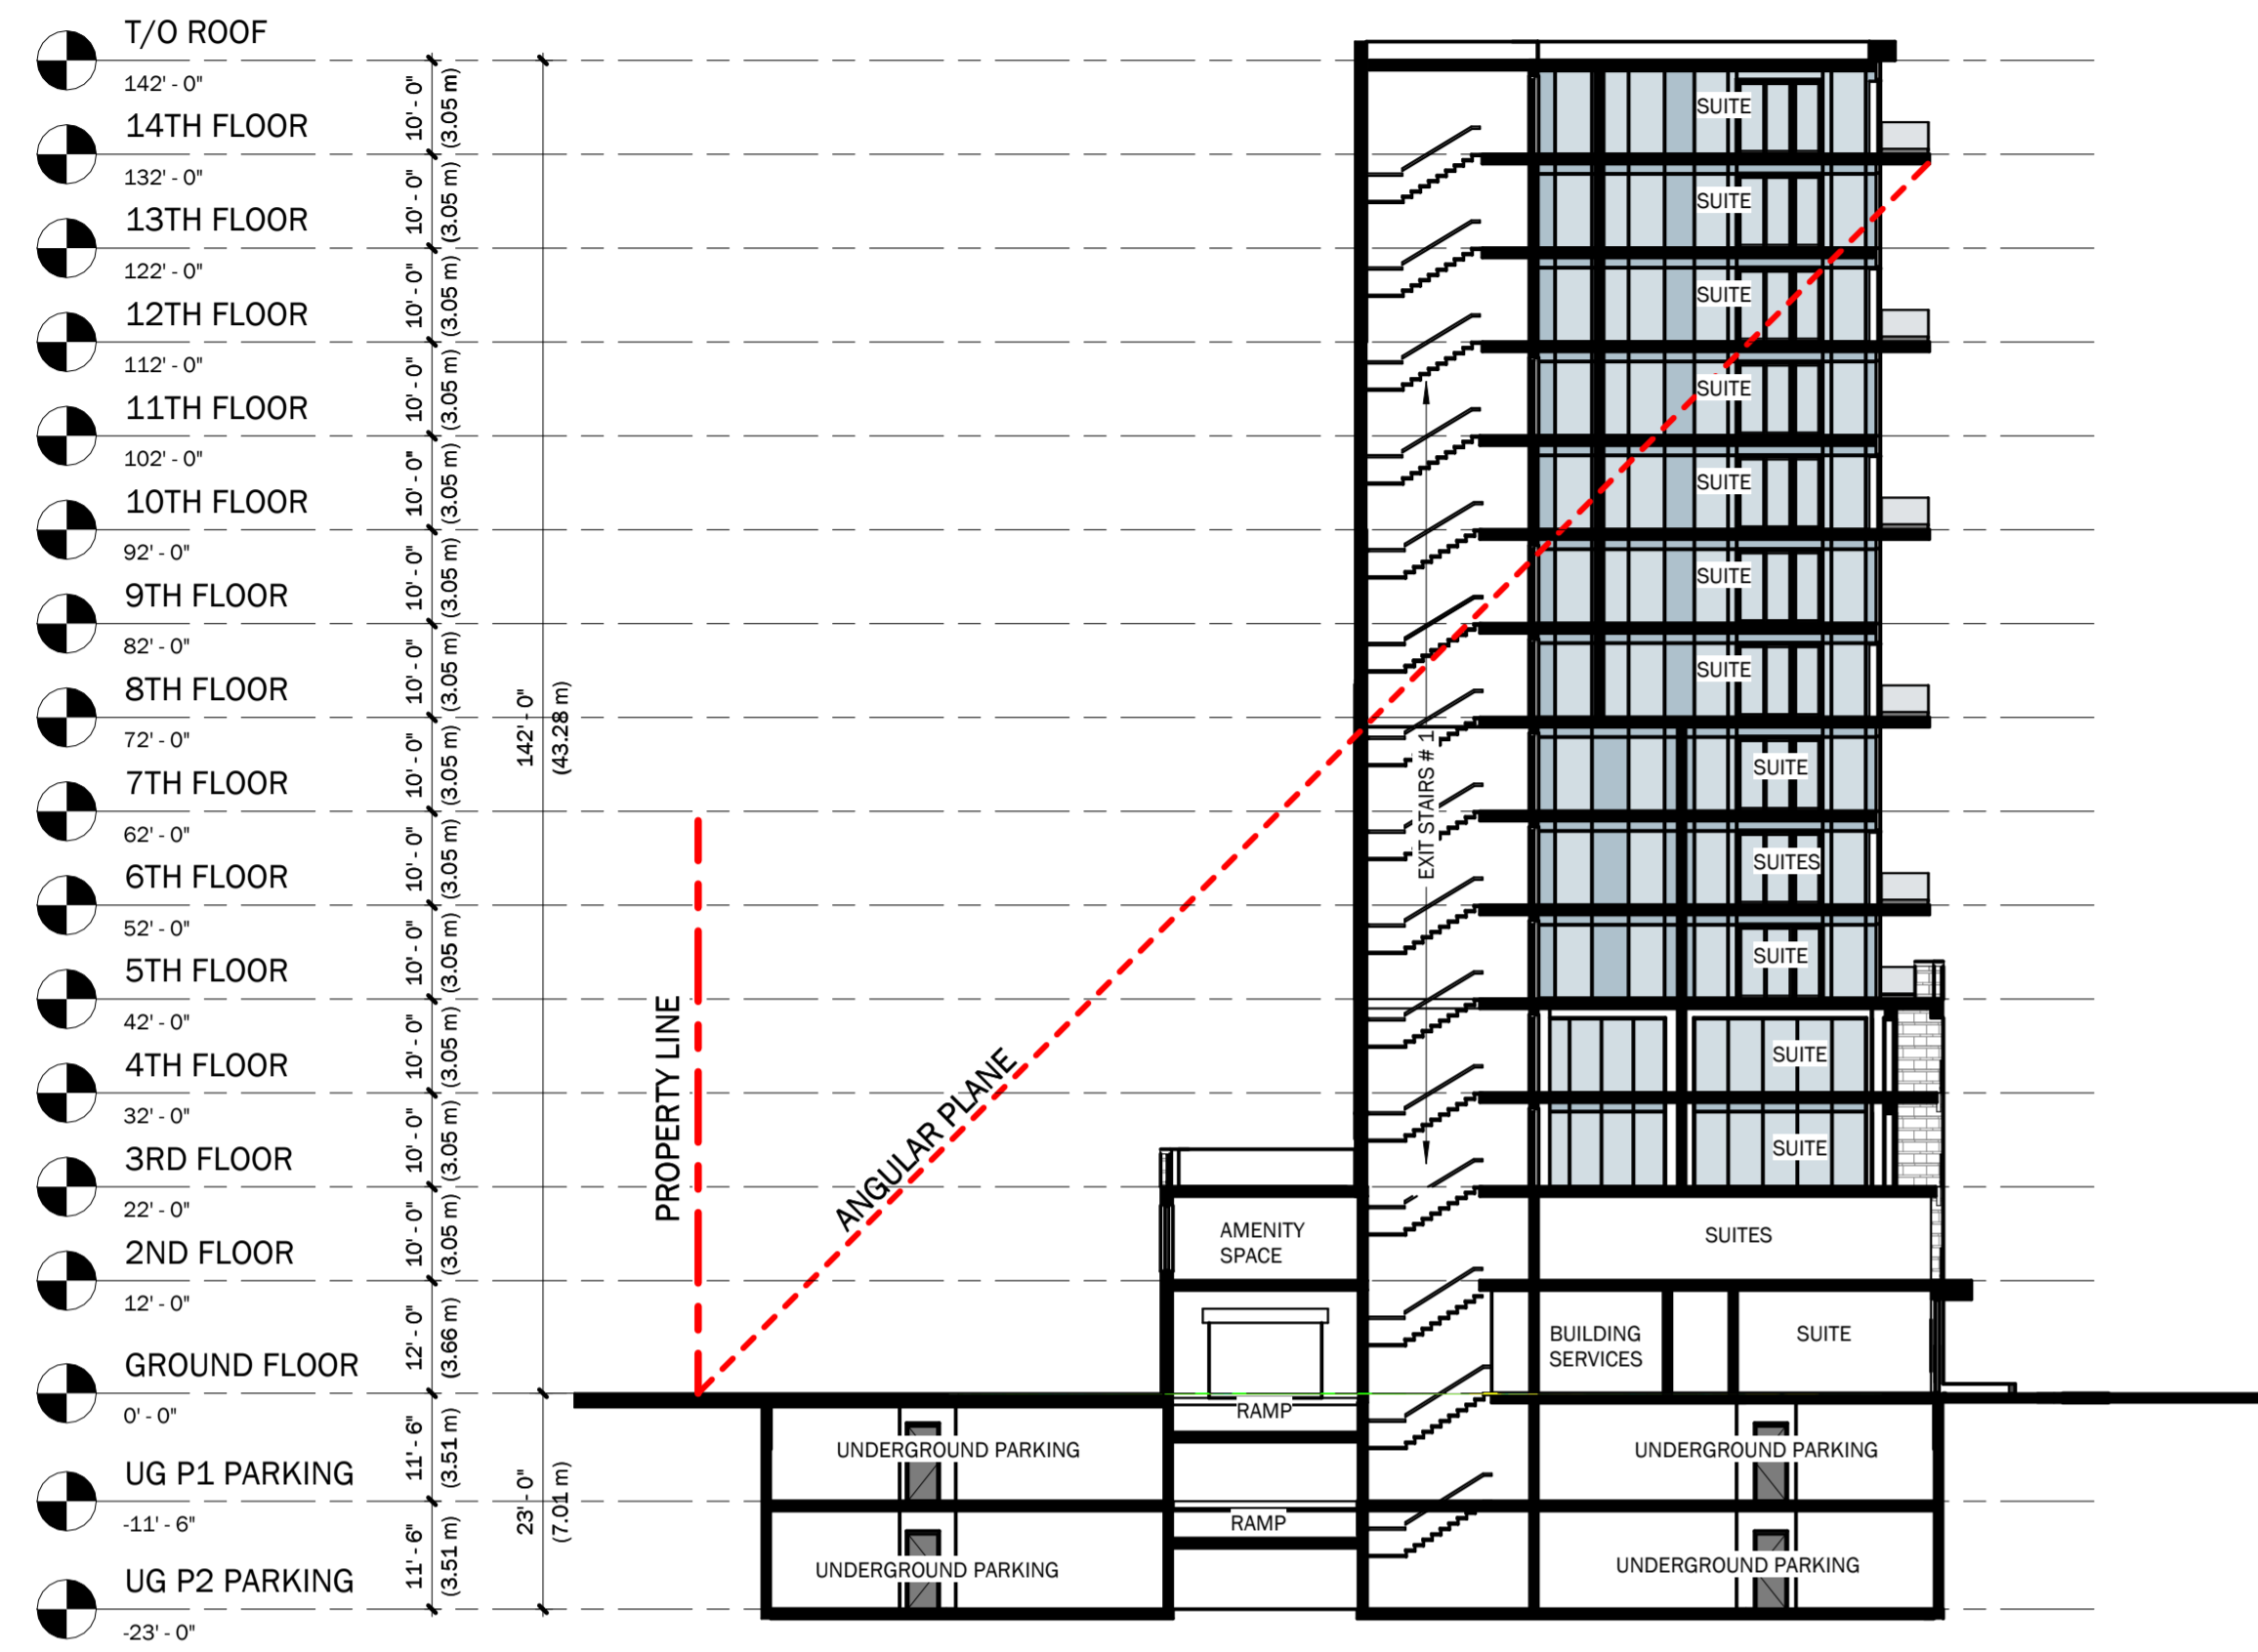 T/O ROOF
142' - 0"
14TH FLOOR
132' - 0"
13TH FLOOR
122' - 0"
12TH FLOOR
112' - 0"
11TH FLOOR
102' - 0"
10TH FLOOR
92' - 0"
9TH FLOOR
82' - 0"
8TH FLOOR
72' - 0"
7TH FLOOR
62' - 0"
6TH FLOOR
52' - 0"
5TH FLOOR
42' - 0"
4TH FLOOR
32' - 0"
3RD FLOOR
22' - 0"
2ND FLOOR
12' - 0"
GROUND FLOOR
0' - 0"
UG P1 PARKING
-11' - 6"
UG P2 PARKING
-23' - 0"
10' - 0"
(3.05 m)
10' - 0"
(3.05 m)
10' - 0"
(3.05 m)
10' - 0"
(3.05 m)
10' - 0"
(3.05 m)
10' - 0"
(3.05 m)
10' - 0"
(3.05 m)
10' - 0"
(3.05 m)
10' - 0"
(3.05 m)
10' - 0"
(3.05 m)
10' - 0"
(3.05 m)
10' - 0"
(3.05 m)
10' - 0"
(3.05 m)
12' - 0"
(3.66 m)
11' - 6"
(3.51 m)
11' - 6"
(3.51 m)
142' - 0"
(43.28 m)
23' - 0"
(7.01 m)
PROPERTY LINE
ANGULAR PLANE
EXIT STAIRS # 1
SUITE
SUITE
SUITE
SUITE
SUITE
SUITE
SUITE
SUITE
SUITES
SUITE
SUITE
SUITE
AMENITY
SPACE
SUITES
BUILDING
SERVICES
SUITE
RAMP
UNDERGROUND PARKING
UNDERGROUND PARKING
RAMP
UNDERGROUND PARKING
UNDERGROUND PARKING